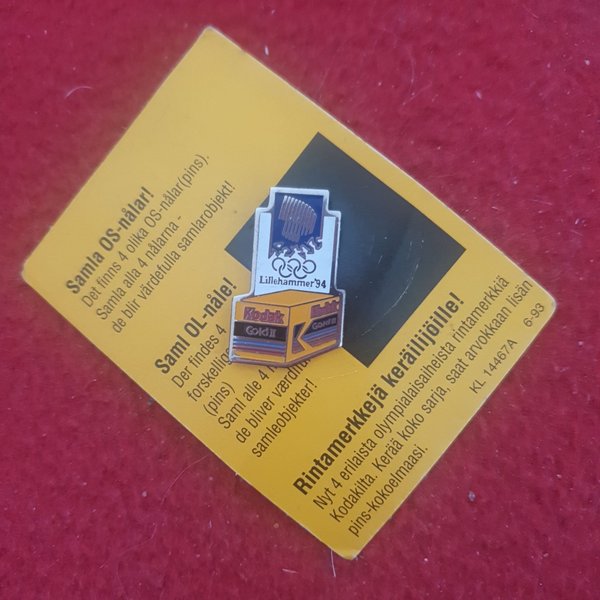 Samla OS-nålar!
Det finns 4 olika OS-nålar(pins).
Samla alla 4 nålarna -
de blir värdefulla samlarobjekt!
Saml OL-nåle!
Der findes 4
forskellig
(pins)
Saml alle 4
de bliver værdifu
samleobjekter!
Rintamerkkejä keräilijöille!
Nyt 4 erilaista olympialaisaiheista rintamerkkiä
Kodakilta. Kerää koko sarja, saat arvokkaan lisän
pins-kokoelmaasi.
KL 14467A 6-93
Lillehammer '94
Kodak
Gold II
Kodak
Gold II